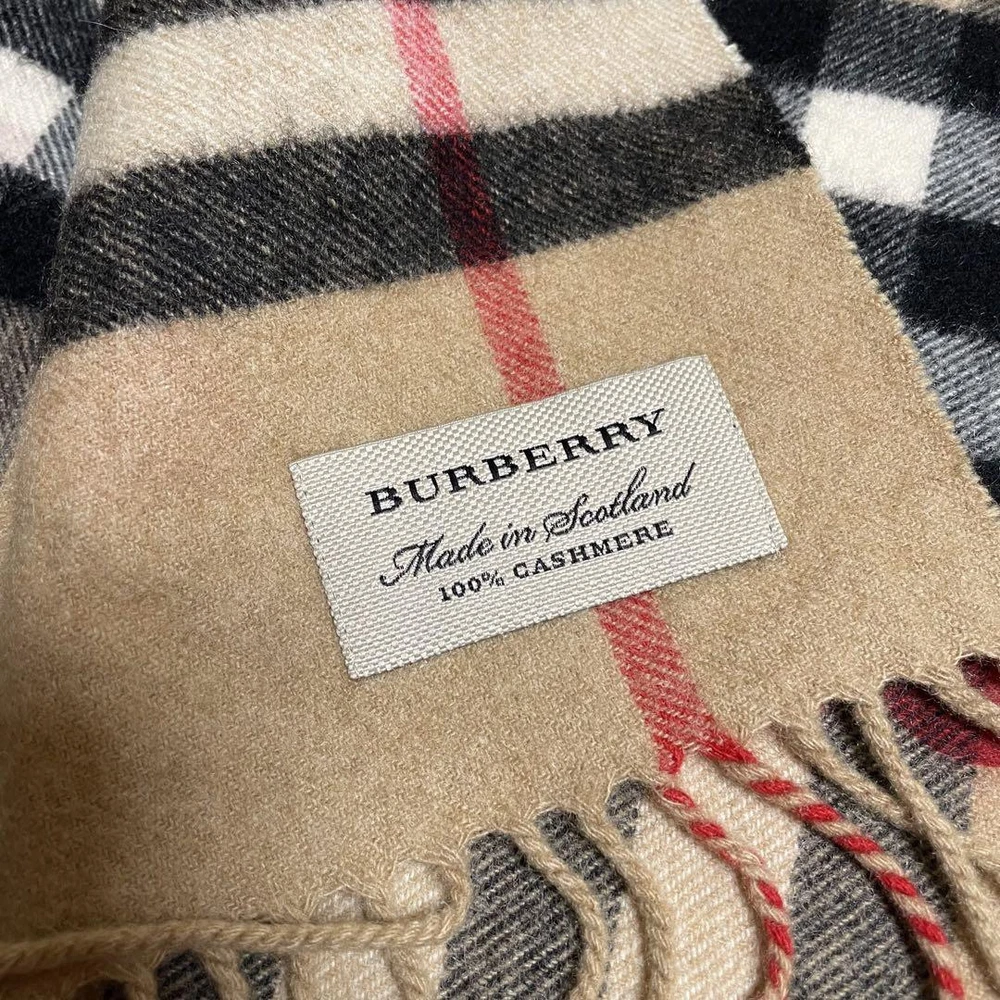 BURBERRY
Made in Scotland
100% CASHMERE